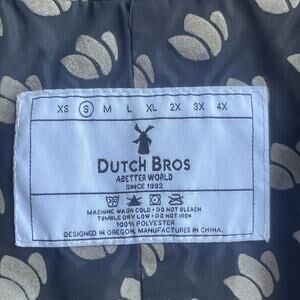 XS S M L XL 2X 3X 4X
DUTCH BROS
ABETTER WORLD
SINCE 1992
MACHINE WASH COLD • DO NOT BLEACH
TUMBLE DRY LOW • DO NOT IRON
100% POLYESTER
DESIGNED IN OREGON, MANUFACTURED IN CHINA.